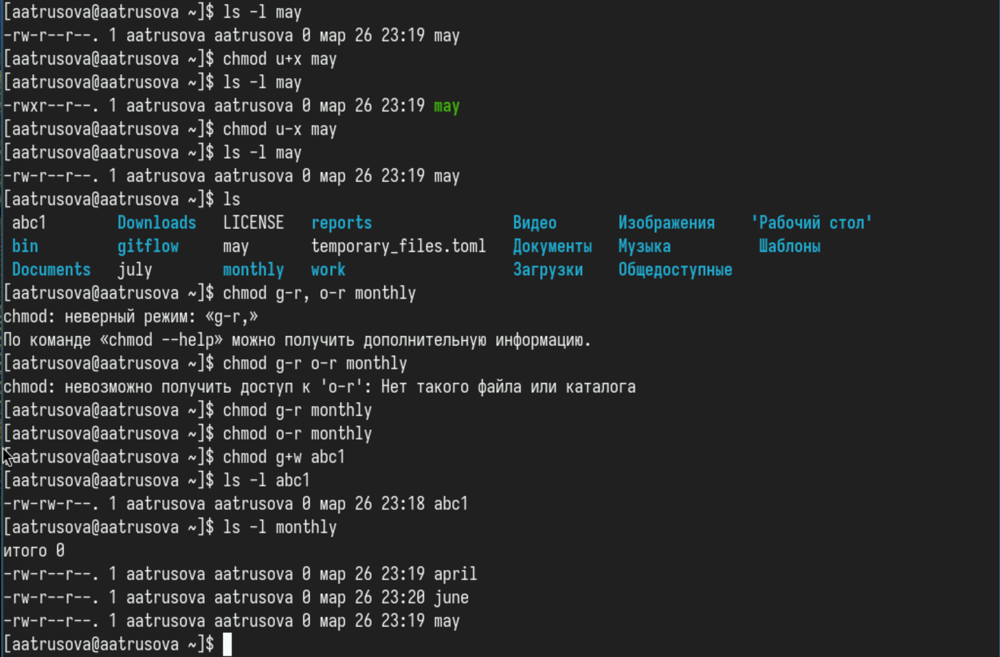 [aatrusova@aatrusova ~]$ ls -l may
-rw-r--r--. 1 aatrusova aatrusova 0 мар 26 23:19 may
[aatrusova@aatrusova ~]$ chmod u+x may
[aatrusova@aatrusova ~]$ ls -l may
-rwxr--r--. 1 aatrusova aatrusova 0 мар 26 23:19 may
[aatrusova@aatrusova ~]$ chmod u-x may
[aatrusova@aatrusova ~]$ ls -l may
-rw-r--r--. 1 aatrusova aatrusova 0 мар 26 23:19 may
[aatrusova@aatrusova ~]$ ls
abc1 Downloads LICENSE reports Видео Изображения 'Рабочий стол'
bin gitflow may temporary_files.toml Документы Музыка Шаблоны
Documents july monthly work Загрузки Общедоступные
[aatrusova@aatrusova ~]$ chmod g-r, o-r monthly
chmod: неверный режим: «g-r,»
По команде «chmod --help» можно получить дополнительную информацию.
[aatrusova@aatrusova ~]$ chmod g-r o-r monthly
chmod: невозможно получить доступ к 'o-r': Нет такого файла или каталога
[aatrusova@aatrusova ~]$ chmod g-r monthly
[aatrusova@aatrusova ~]$ chmod o-r monthly
[aatrusova@aatrusova ~]$ chmod g+w abc1
[aatrusova@aatrusova ~]$ ls -l abc1
-rw-rw-r--. 1 aatrusova aatrusova 0 мар 26 23:18 abc1
[aatrusova@aatrusova ~]$ ls -l monthly
итого 0
-rw-r--r--. 1 aatrusova aatrusova 0 мар 26 23:19 april
-rw-r--r--. 1 aatrusova aatrusova 0 мар 26 23:20 june
-rw-r--r--. 1 aatrusova aatrusova 0 мар 26 23:19 may
[aatrusova@aatrusova ~]$